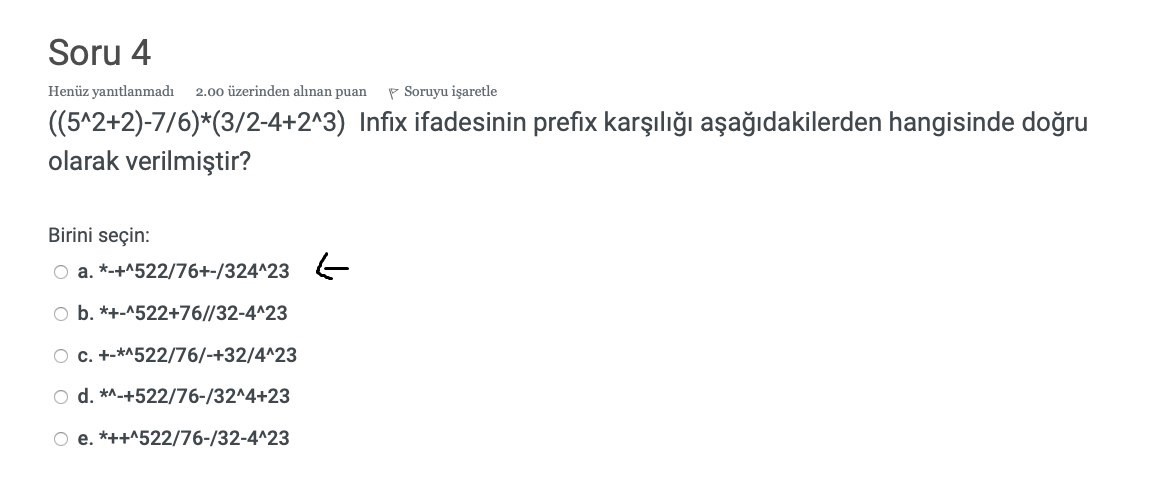 Soru 4
Henüz yanıtlanmadı 2.00 üzerinden alınan puan Soruyu işaretle
((5^2+2)-7/6)*(3/2-4+2^3) Infix ifadesinin prefix karşılığı aşağıdakilerden hangisinde doğru
olarak verilmiştir?
Birini seçin:
a. *-+^522/76+-/324^23
b. *+-^522+76//32-4^23
c. +-*^522/76/-+32/4^23
d. *^-+522/76-/32^4+23
e. *++^522/76-/32-4^23